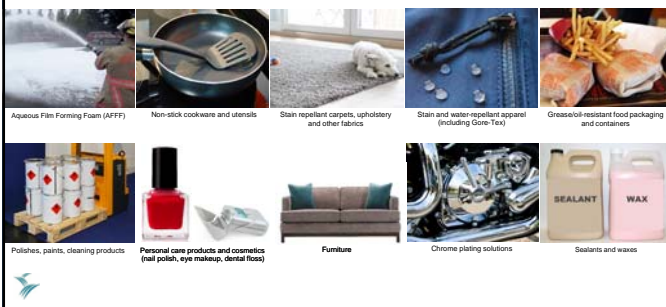 Aqueous Film Forming Foam (AFFF)
Non-stick cookware and utensils
Stain repellant carpets, upholstery
and other fabrics
Stain and water-repellant apparel
(including Gore-Tex)
Grease/oil-resistant food packaging
and containers
SEALANT
WAX
Polishes, paints, cleaning products
Personal care products and cosmetics
(nail polish, eye makeup, dental floss)
Furniture
Chrome plating solutions
Sealants and waxes